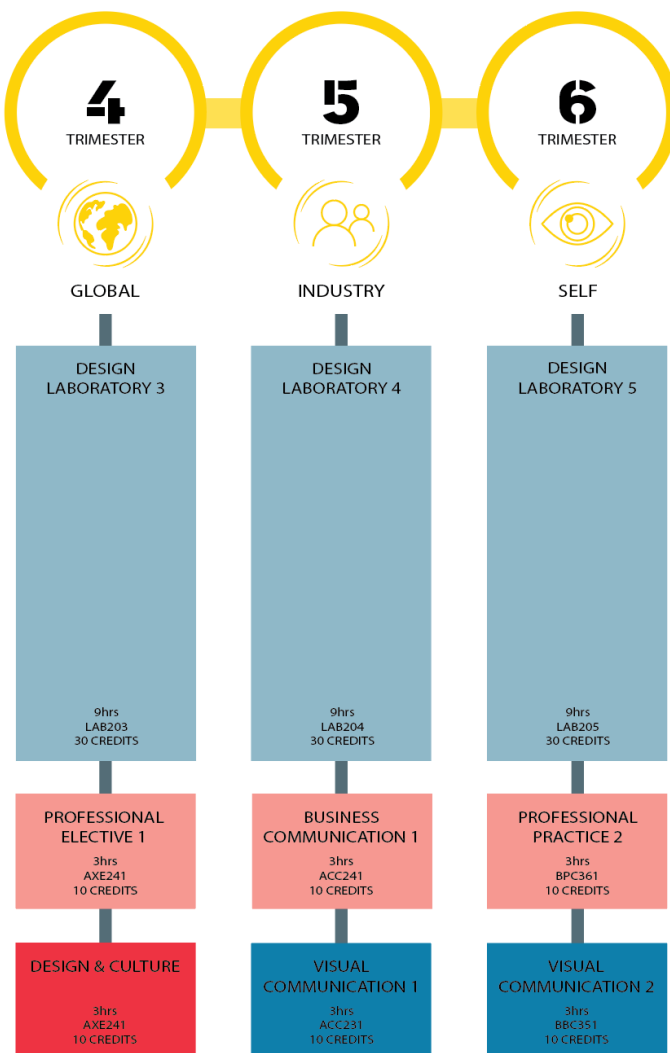 4
TRIMESTER
GLOBAL
DESIGN
LABORATORY 3
9hrs
LAB203
30 CREDITS
PROFESSIONAL
ELECTIVE 1
3hrs
AXE241
10 CREDITS
DESIGN & CULTURE
3hrs
AXE241
10 CREDITS
5
TRIMESTER
INDUSTRY
DESIGN
LABORATORY 4
9hrs
LAB204
30 CREDITS
BUSINESS
COMMUNICATION 1
3hrs
ACC241
10 CREDITS
VISUAL
COMMUNICATION 1
3hrs
ACC231
10 CREDITS
6
TRIMESTER
SELF
DESIGN
LABORATORY 5
9hrs
LAB205
30 CREDITS
PROFESSIONAL
PRACTICE 2
3hrs
BPC361
10 CREDITS
VISUAL
COMMUNICATION 2
3hrs
BBC351
10 CREDITS